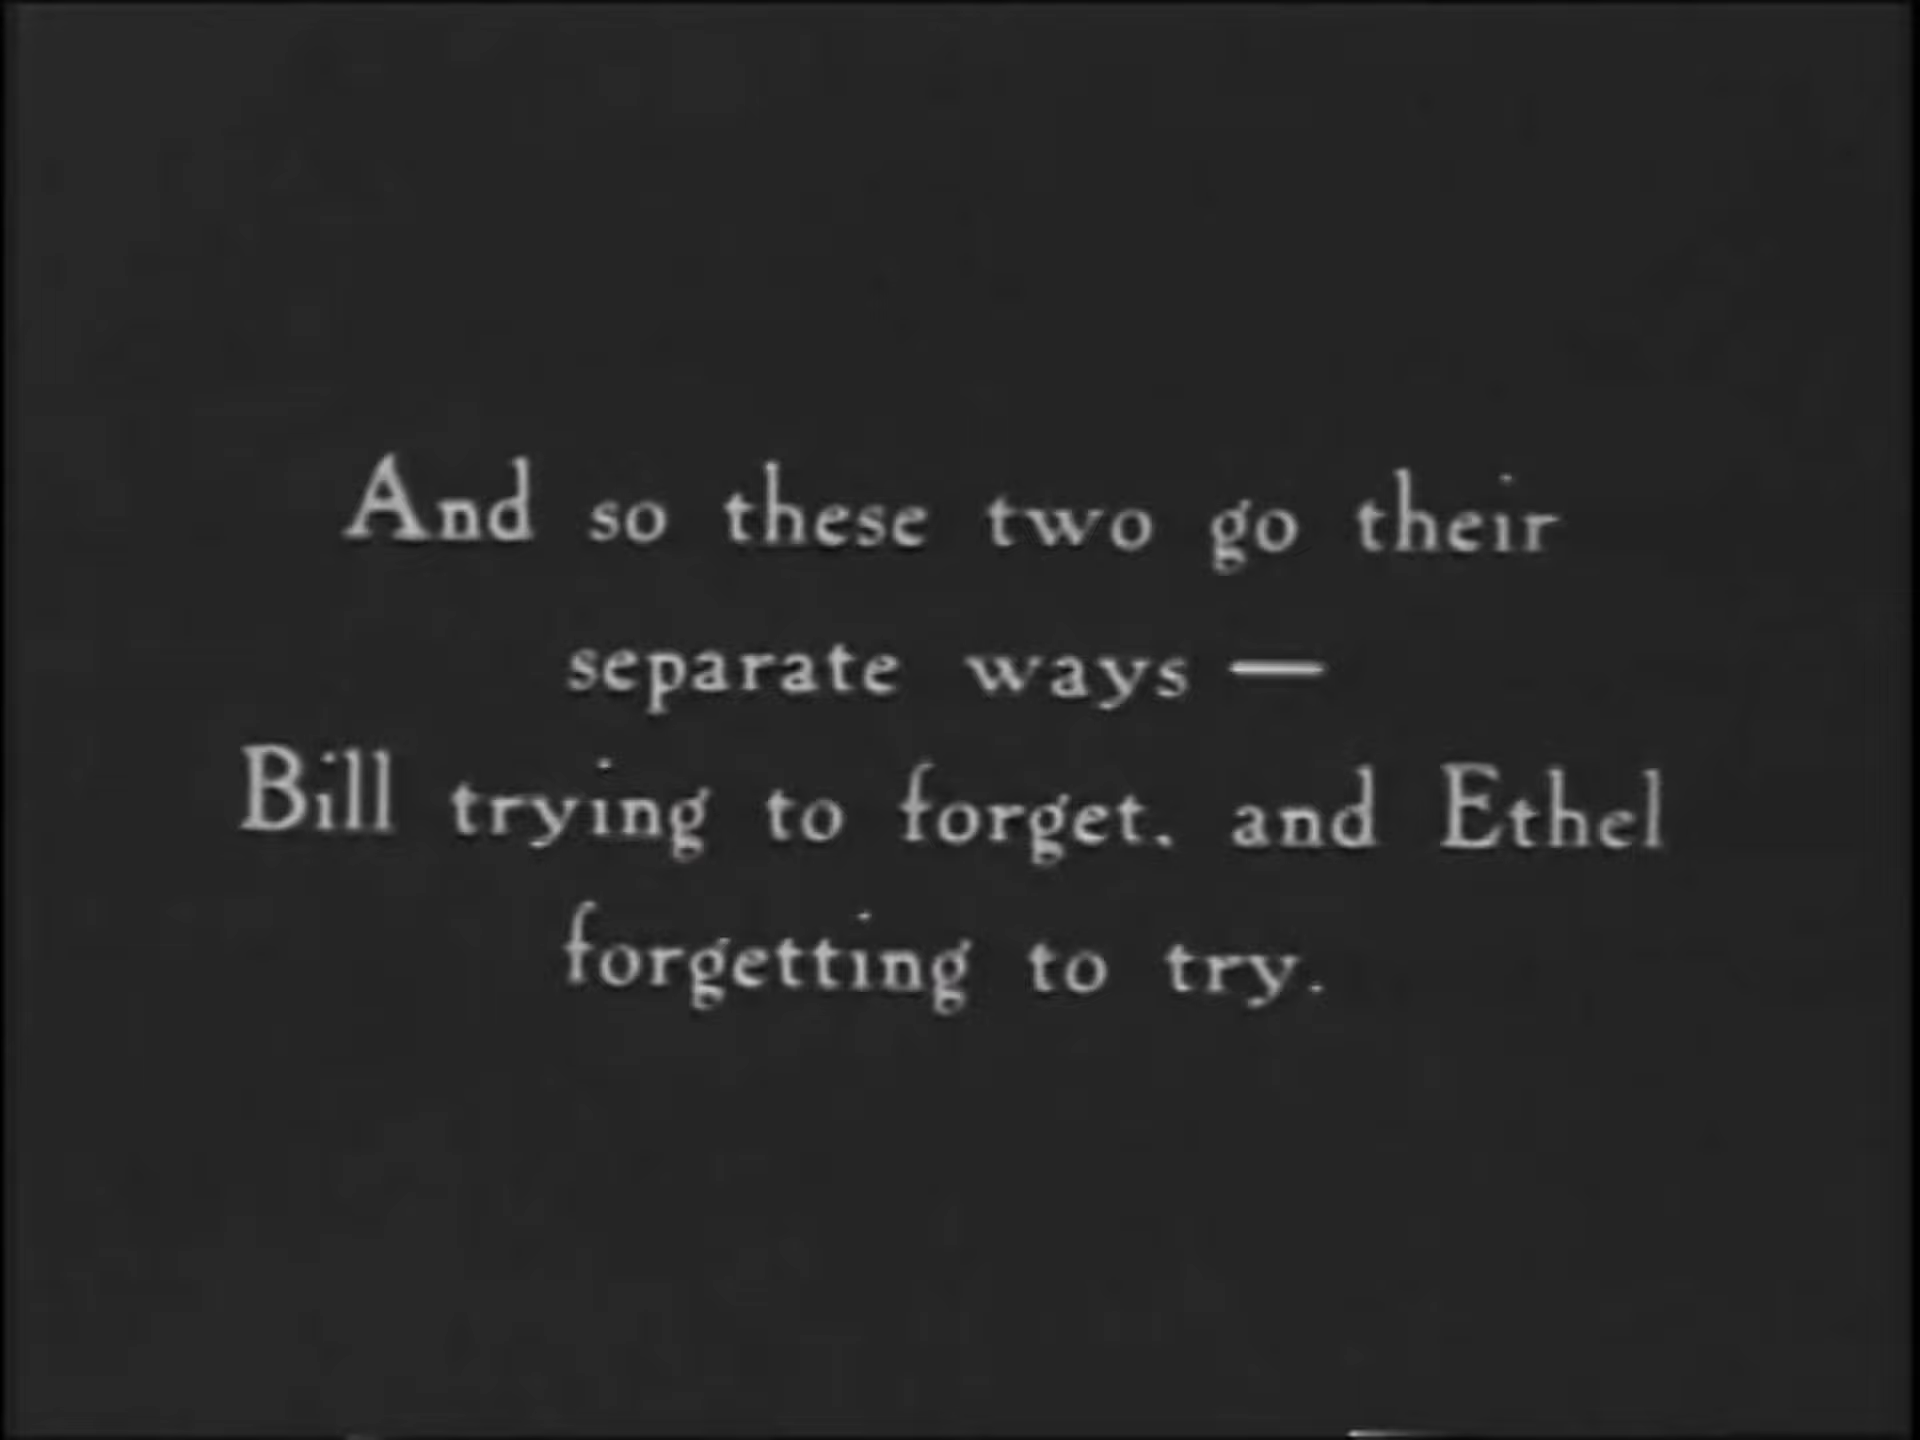 And so these two go their
separate ways —
Bill trying to forget, and Ethel
forgetting to try.